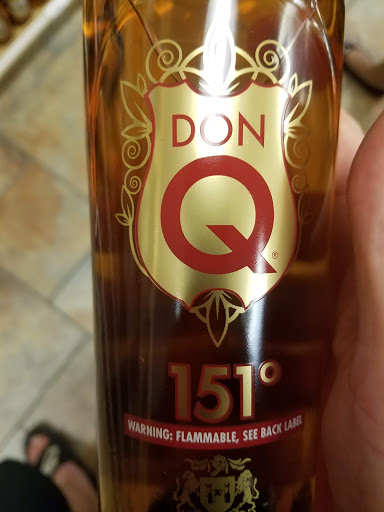 DON
Q®
151°
WARNING: FLAMMABLE, SEE BACK LABEL